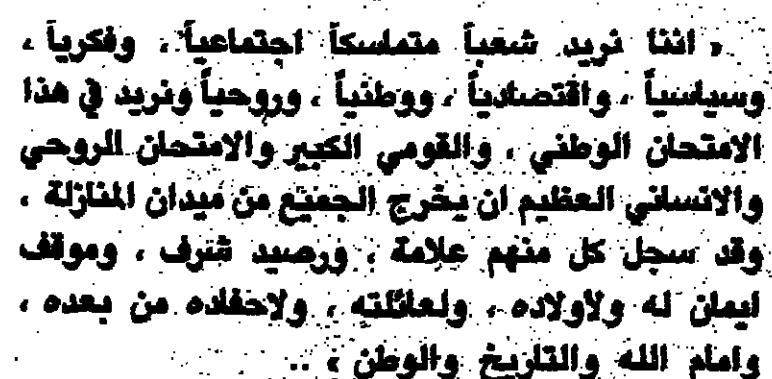 « اننا نريد شعباً متماسكاً اجتماعياً ، وفكرياً ،
وسياسياً ، واقتصادياً ، ووطنياً ، وروحياً ونريد في هذا
الامتحان الوطني ، والقومي الكبير والامتحان الروحي
والانساني العظيم ان يخرج الجميع من ميدان المنازلة ،
وقد سجل كل منهم علامة ، ورصيد شرف ، وموقف
ايمان له ولأولاده ، ولعائلته ، ولاحفاده من بعده ،
وامام الله والتاريخ والوطن » ..